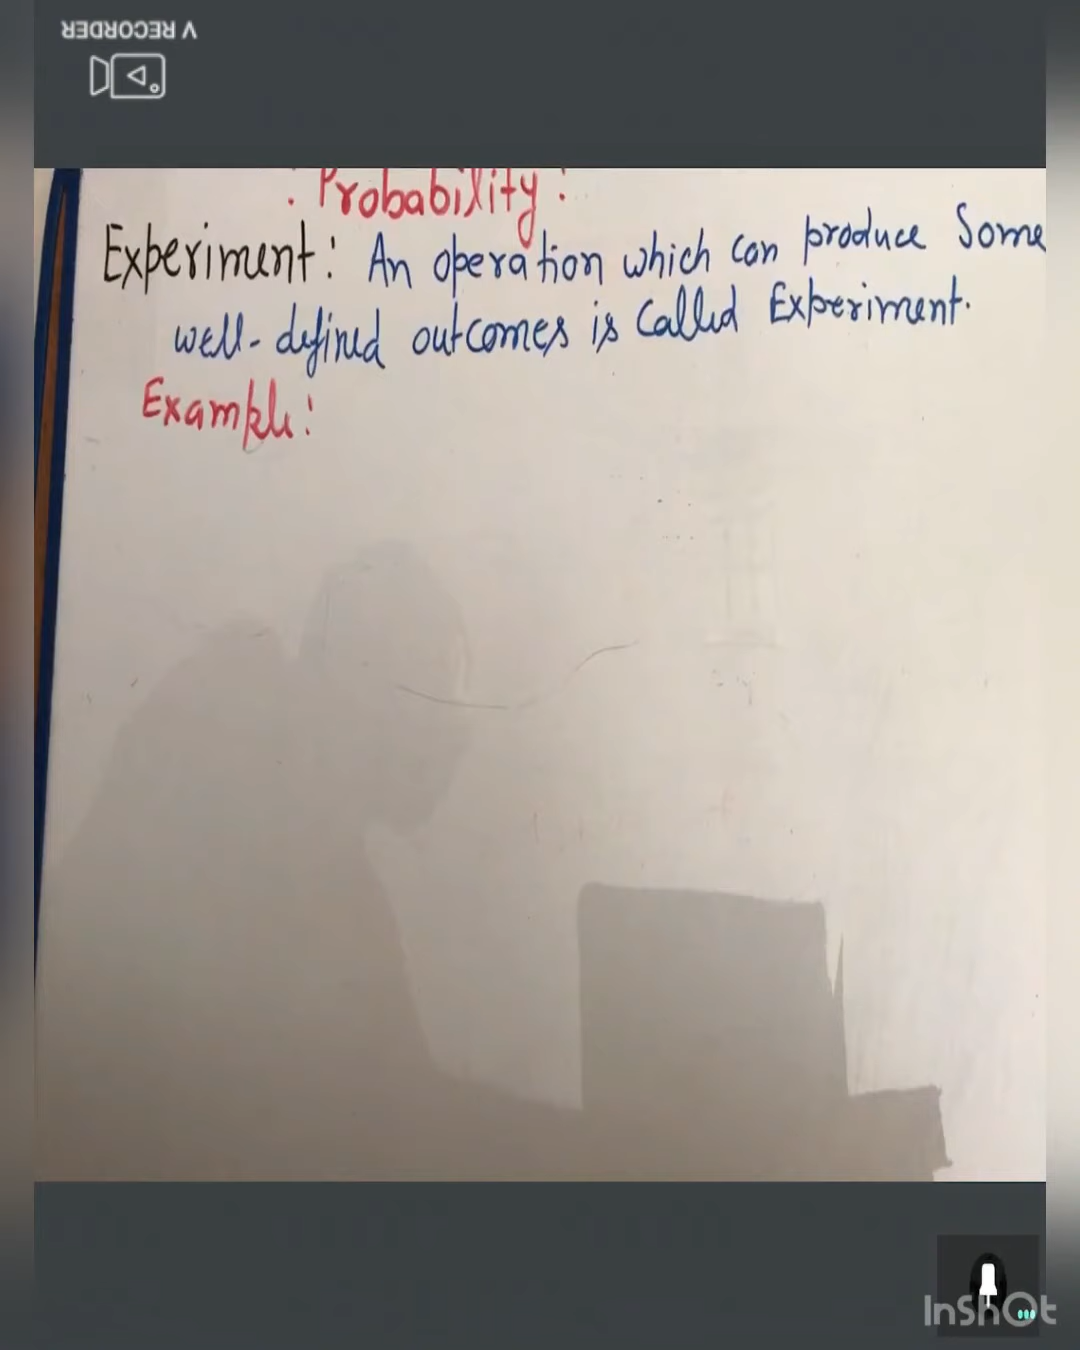 V RECORDER
: Probability :
Experiment: An operation which can produce Some
well-defined outcomes is Called Experiment.
Example:
InShOt